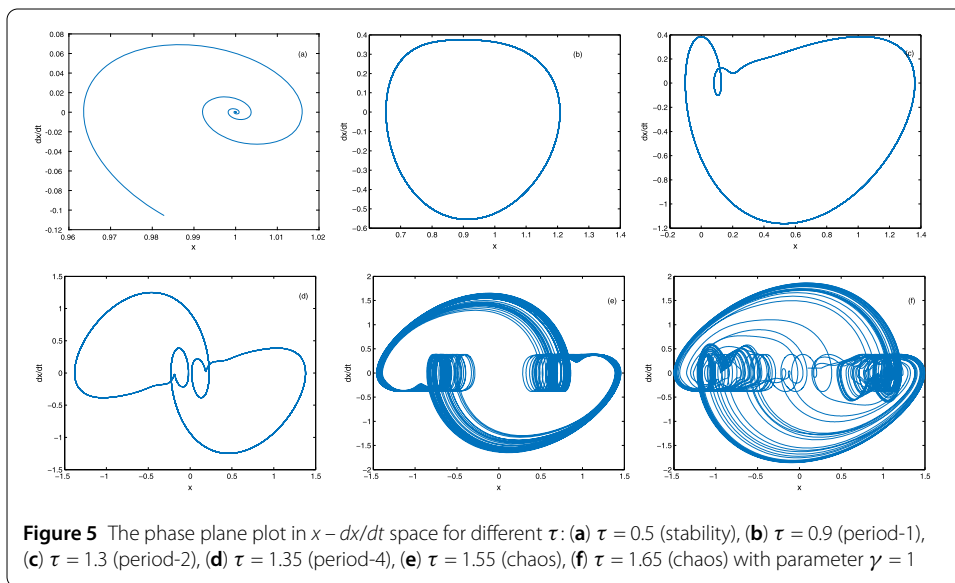 0.08
0.06
0.04
0.02
0
−0.02
−0.04
−0.06
−0.08
−0.1
−0.12
dx/dt
(a)
0.96 0.97 0.98 0.99 1 1.01 1.02
x
0.4
0.3
0.2
0.1
0
−0.1
−0.2
−0.3
−0.4
−0.5
−0.6
dx/dt
(b)
0.7 0.8 0.9 1 1.1 1.2 1.3 1.4
x
0.4
0.2
0
−0.2
−0.4
−0.6
−0.8
−1
−1.2
dx/dt
(c)
−0.2 0 0.2 0.4 0.6 0.8 1 1.2 1.4
x
1.5
1
0.5
0
−0.5
−1
−1.5
dx/dt
(d)
−1.5 −1 −0.5 0 0.5 1 1.5
x
2
1.5
1
0.5
0
−0.5
−1
−1.5
−2
dx/dt
(e)
−1.5 −1 −0.5 0 0.5 1 1.5
x
2
1.5
1
0.5
0
−0.5
−1
−1.5
−2
dx/dt
(f)
−1 −0.5 0 0.5 1 1.5
x
Figure 5 The phase plane plot in x – dx/dt space for different τ: (a) τ = 0.5 (stability), (b) τ = 0.9 (period-1),
(c) τ = 1.3 (period-2), (d) τ = 1.35 (period-4), (e) τ = 1.55 (chaos), (f) τ = 1.65 (chaos) with parameter γ = 1